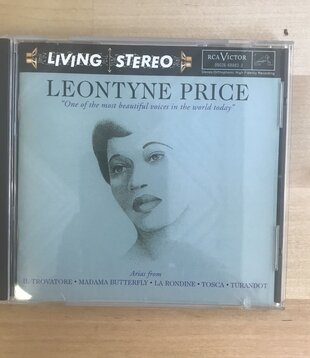 LIVING STEREO
RCA VICTOR
LEONTYNE PRICE
"One of the most beautiful voices in the world today"
Arias from
IL TROVATORE • MADAMA BUTTERFLY • LA RONDINE • TOSCA • TURANDOT